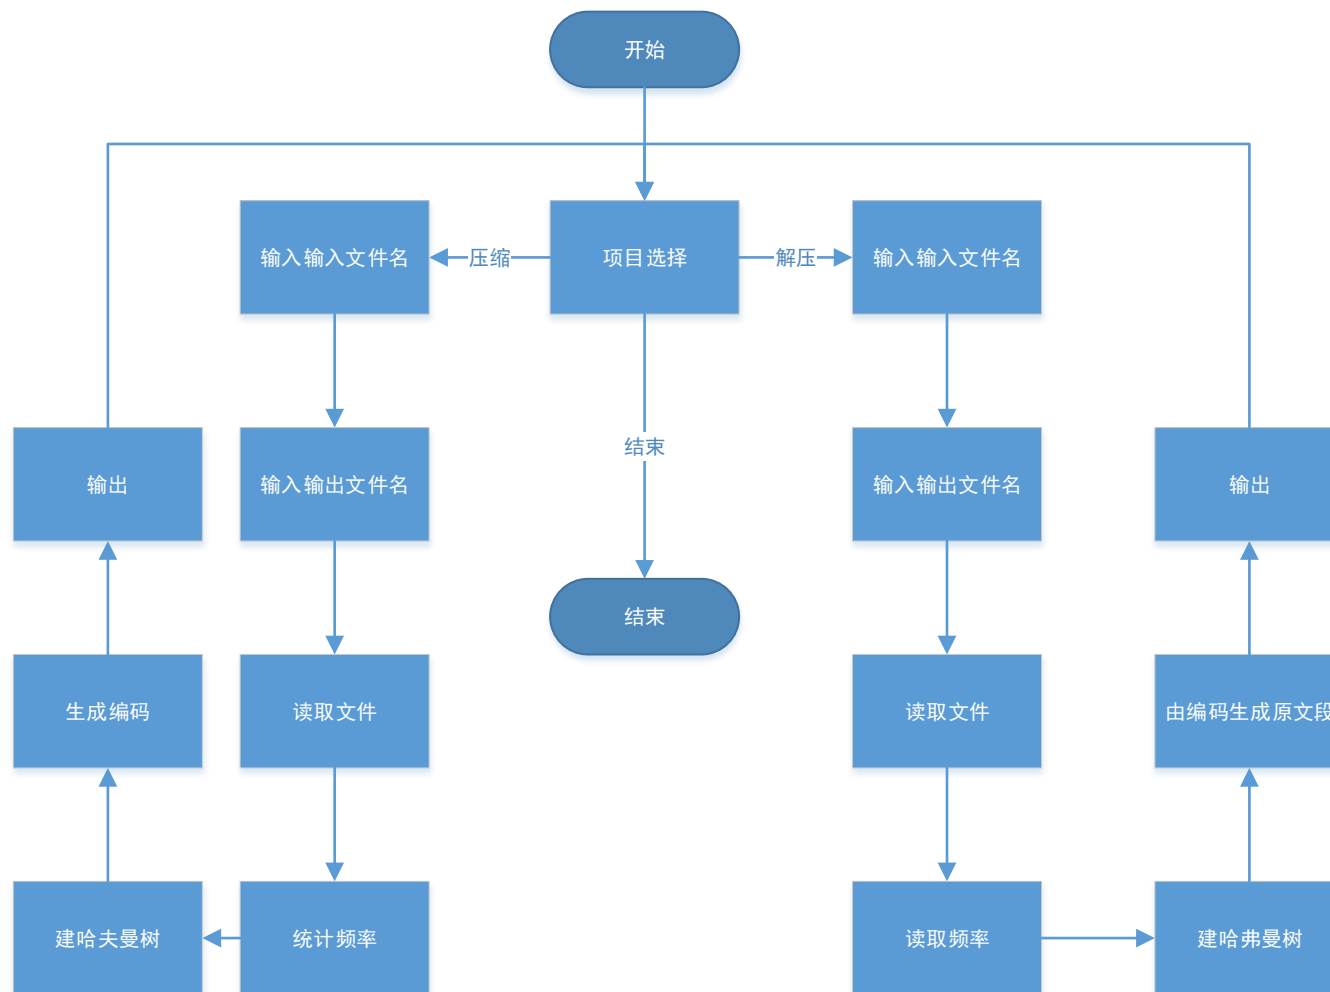 开始
输入输入文件名
压缩
项目选择
解压
输入输入文件名
输出
输入输出文件名
结束
输入输出文件名
输出
结束
生成编码
读取文件
读取文件
由编码生成原文段
建哈夫曼树
统计频率
读取频率
建哈弗曼树